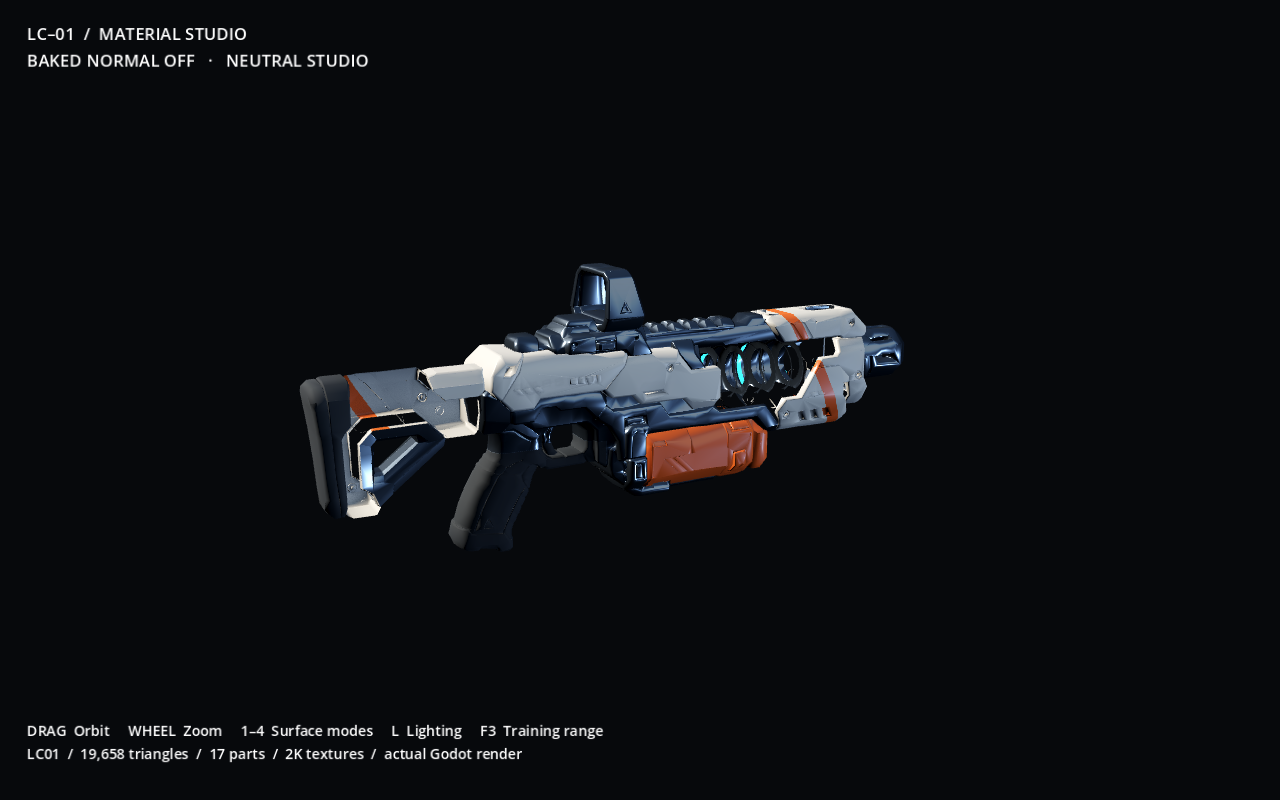 LC–01 / MATERIAL STUDIO
BAKED NORMAL OFF · NEUTRAL STUDIO
DRAG Orbit WHEEL Zoom 1–4 Surface modes L Lighting F3 Training range
LC01 / 19,658 triangles / 17 parts / 2K textures / actual Godot render